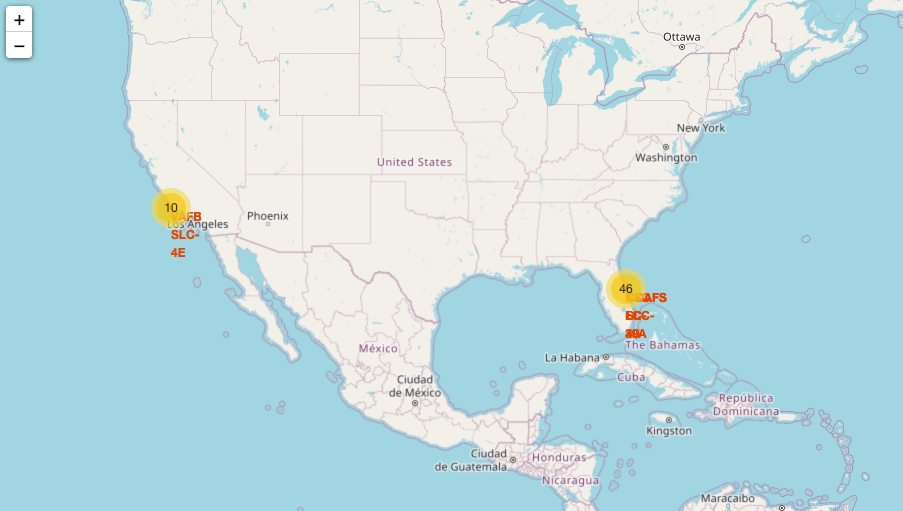 +
−
Ottawa
New York
Washington
United States
10
VAFB
SLC-
4E
Los Angeles
Phoenix
46
The Bahamas
La Habana
Cuba
México
Ciudad
de México
República
Dominicana
Kingston
Ciudad
de Guatemala
Honduras
Nicaragua
Maracaibo